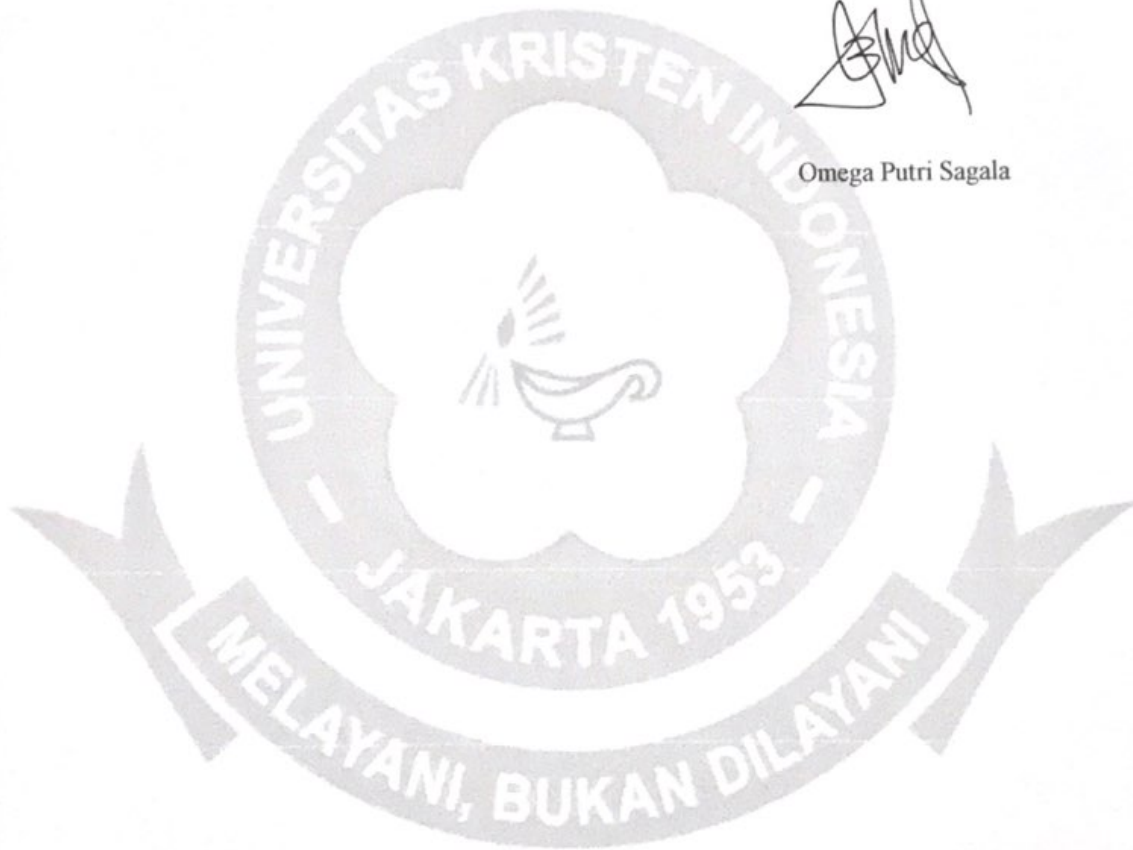 Omega Putri Sagala
UNIVERSITAS KRISTEN INDONESIA
JAKARTA 1953
MELAYANI, BUKAN DILAYANI